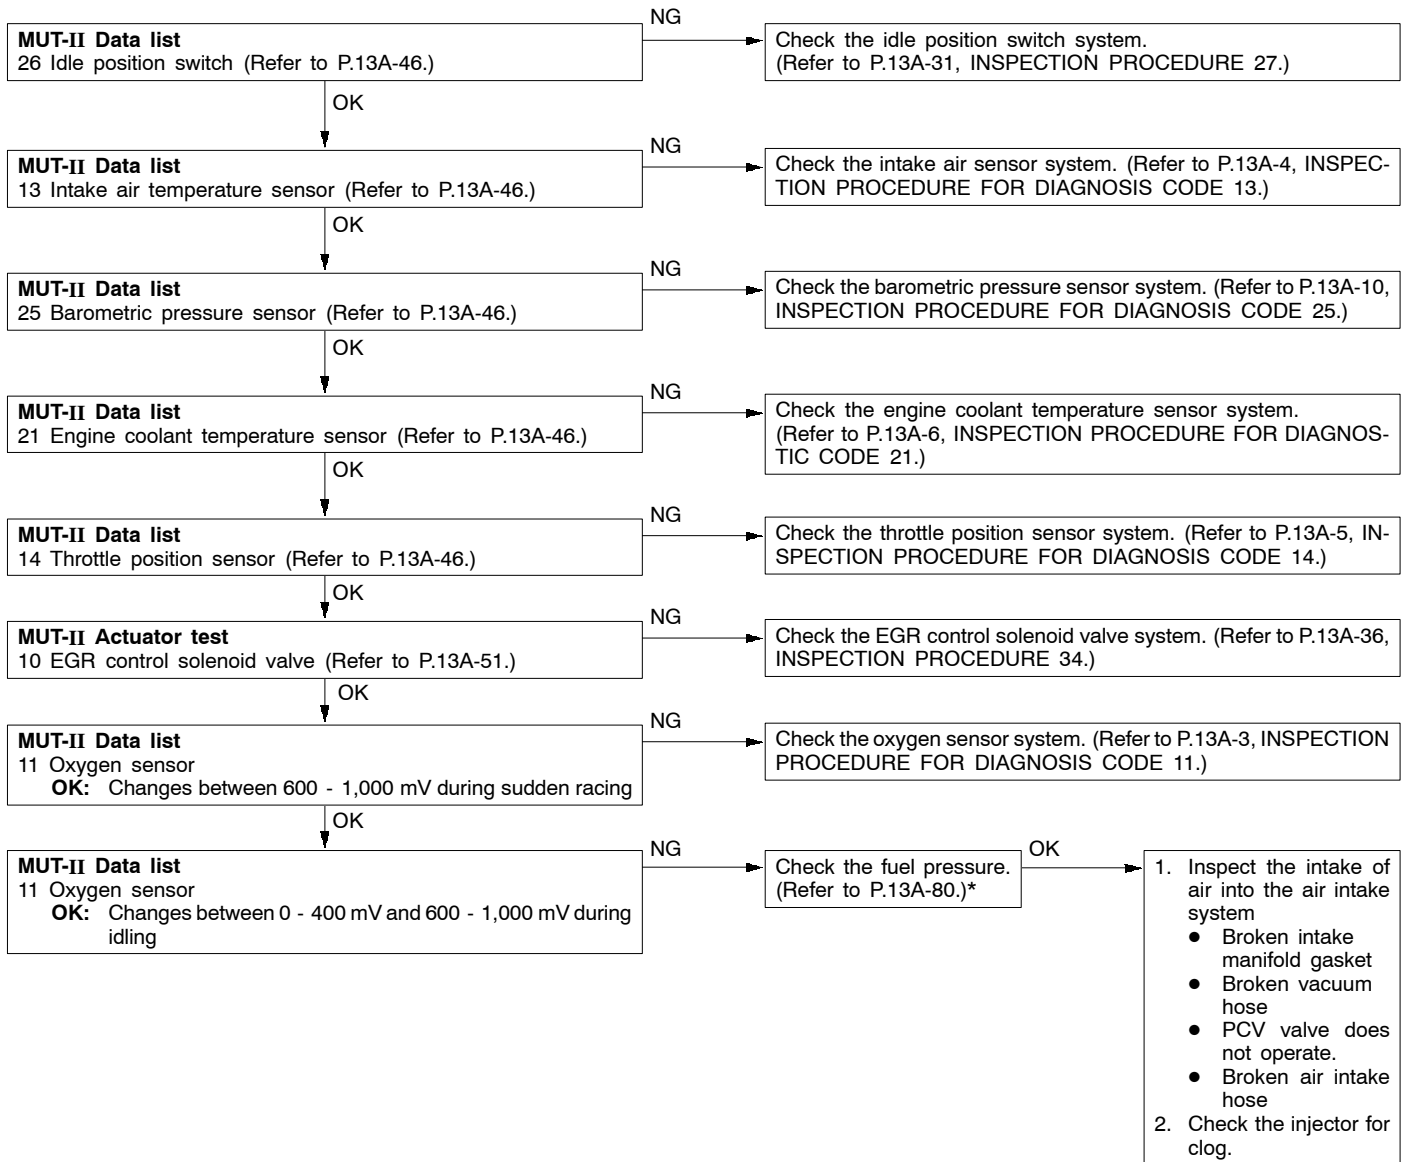 NG
MUT-II Data list
26 Idle position switch (Refer to P.13A-46.)
Check the idle position switch system.
(Refer to P.13A-31, INSPECTION PROCEDURE 27.)
OK
NG
MUT-II Data list
13 Intake air temperature sensor (Refer to P.13A-46.)
Check the intake air sensor system. (Refer to P.13A-4, INSPEC-
TION PROCEDURE FOR DIAGNOSIS CODE 13.)
OK
NG
MUT-II Data list
25 Barometric pressure sensor (Refer to P.13A-46.)
Check the barometric pressure sensor system. (Refer to P.13A-10,
INSPECTION PROCEDURE FOR DIAGNOSIS CODE 25.)
OK
NG
MUT-II Data list
21 Engine coolant temperature sensor (Refer to P.13A-46.)
Check the engine coolant temperature sensor system.
(Refer to P.13A-6, INSPECTION PROCEDURE FOR DIAGNOS-
TIC CODE 21.)
OK
NG
MUT-II Data list
14 Throttle position sensor (Refer to P.13A-46.)
Check the throttle position sensor system. (Refer to P.13A-5, IN-
SPECTION PROCEDURE FOR DIAGNOSIS CODE 14.)
OK
NG
MUT-II Actuator test
10 EGR control solenoid valve (Refer to P.13A-51.)
Check the EGR control solenoid valve system. (Refer to P.13A-36,
INSPECTION PROCEDURE 34.)
OK
NG
MUT-II Data list
11 Oxygen sensor
OK: Changes between 600 - 1,000 mV during sudden racing
Check the oxygen sensor system. (Refer to P.13A-3, INSPECTION
PROCEDURE FOR DIAGNOSIS CODE 11.)
OK
NG
MUT-II Data list
11 Oxygen sensor
OK: Changes between 0 - 400 mV and 600 - 1,000 mV during
idling
Check the fuel pressure.
(Refer to P.13A-80.)*
OK
1. Inspect the intake of
air into the air intake
system
● Broken intake
manifold gasket
● Broken vacuum
hose
● PCV valve does
not operate.
● Broken air intake
hose
2. Check the injector for
clog.